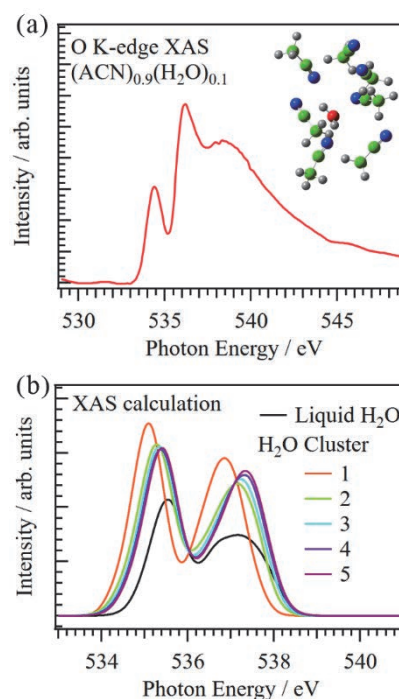 (a)
O K-edge XAS
(ACN)0.9(H2O)0.1
Intensity / arb. units
530
535
540
545
Photon Energy / eV
(b)
XAS calculation
Liquid H2O
H2O Cluster
1
2
3
4
5
Intensity / arb. units
534
536
538
540
Photon Energy / eV